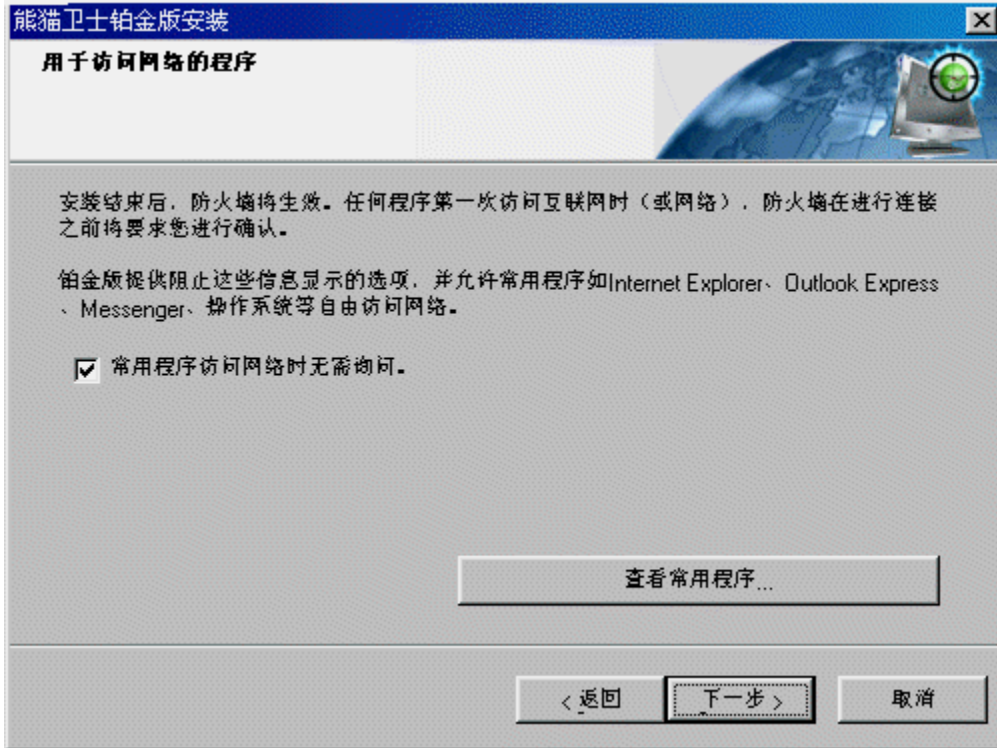 熊猫卫士铂金版安装
用于访问网络的程序
安装结束后，防火墙将生效。任何程序第一次访问互联网时（或网络），防火墙在进行连接
之前将要求您进行确认。
铂金版提供阻止这些信息显示的选项，并允许常用程序如Internet Explorer、Outlook Express
、Messenger、操作系统等自由访问网络。
常用程序访问网络时无需询问。
查看常用程序...
< 返回
下一步 >
取消